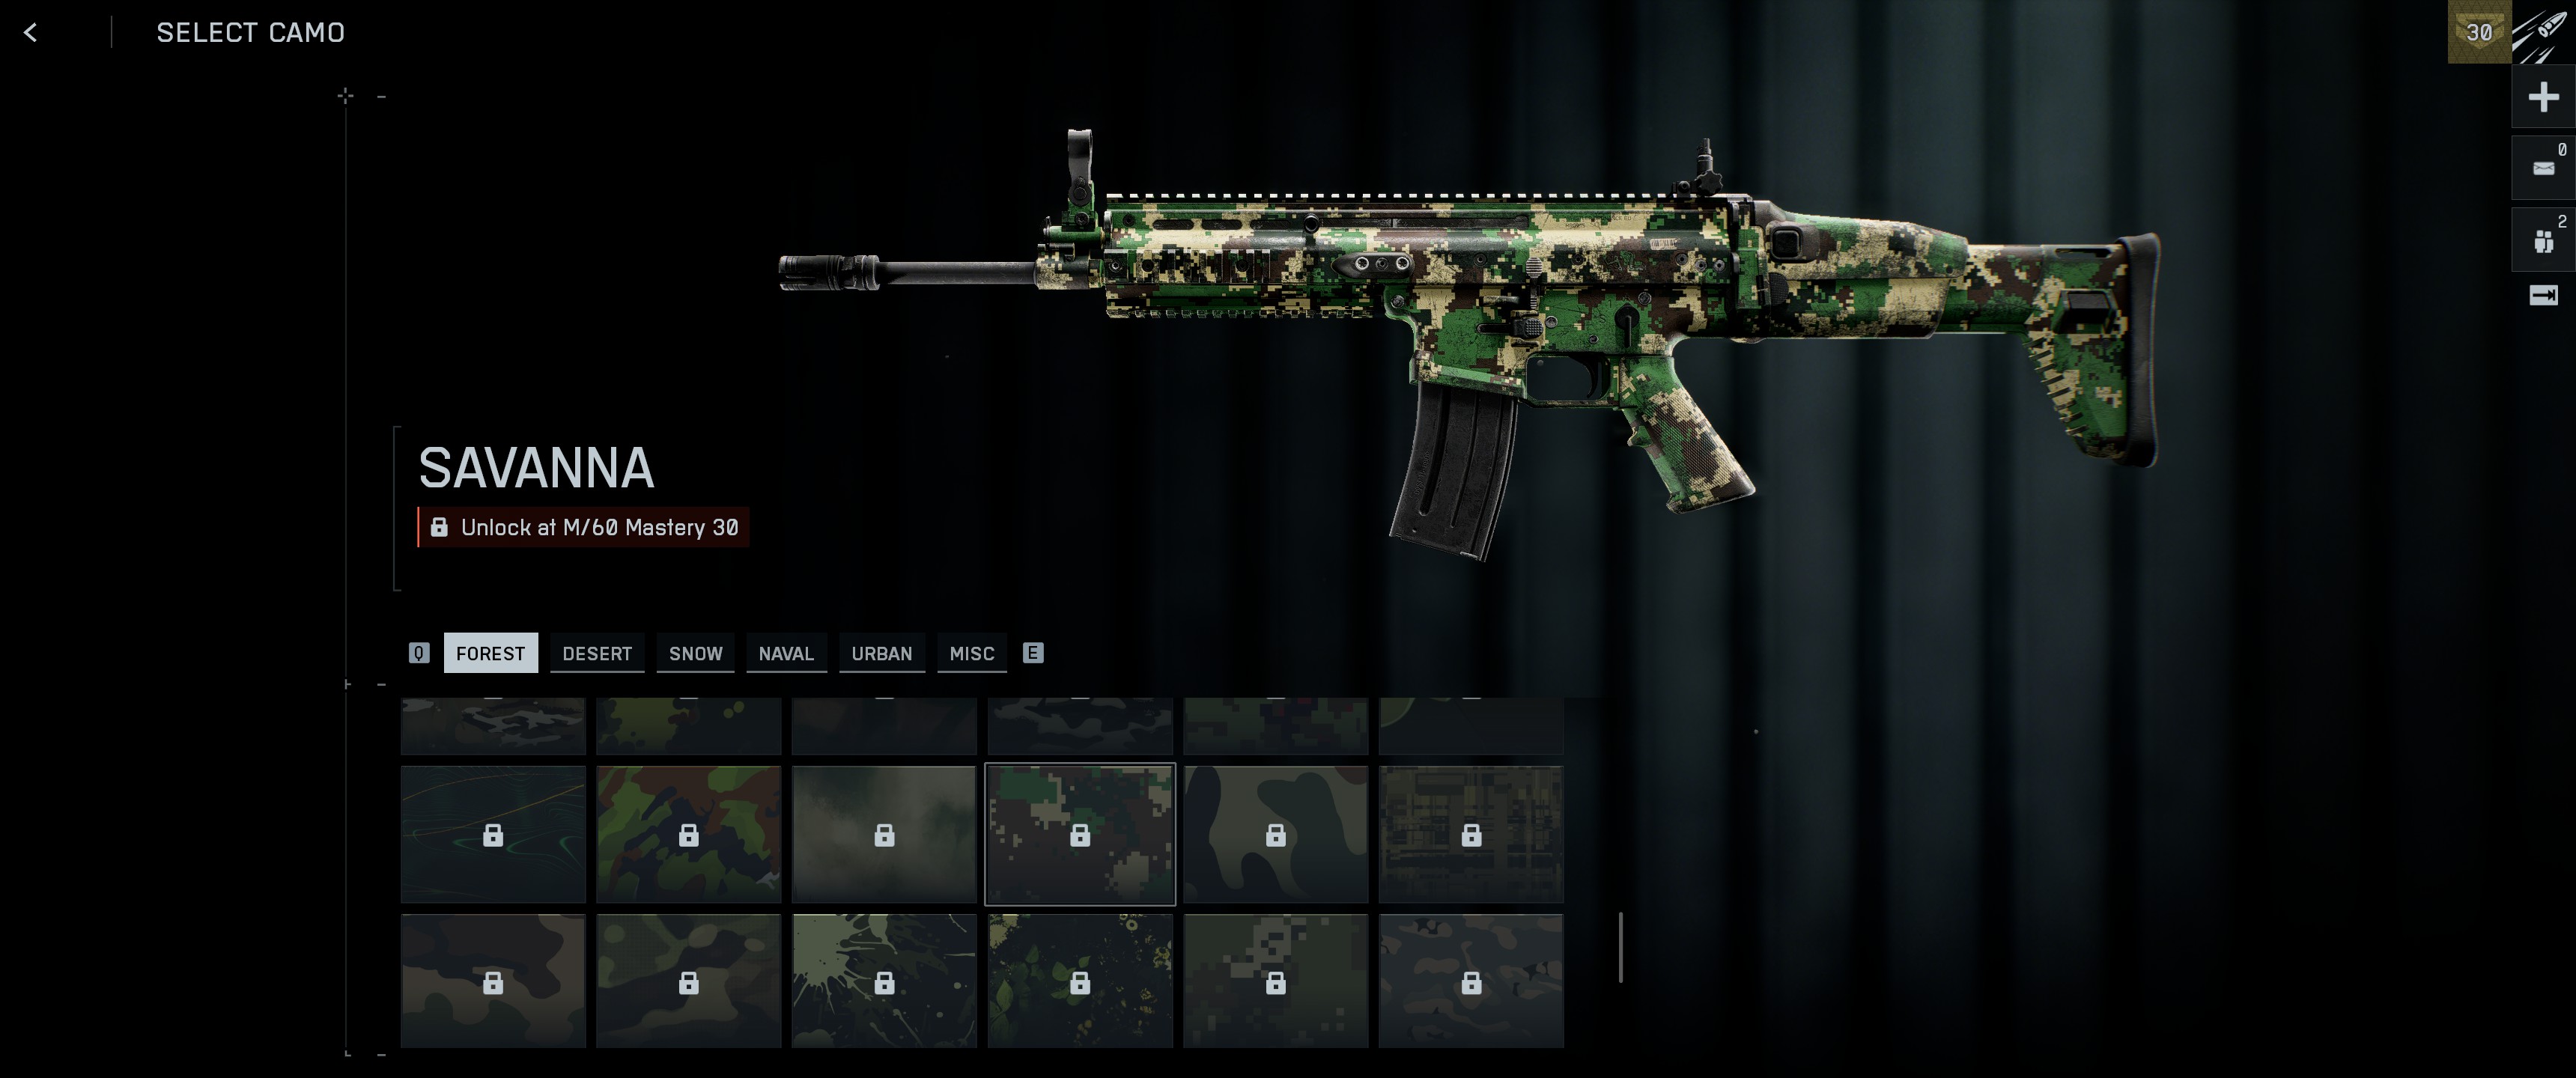 SELECT CAMO
30
0
2
SAVANNA
Unlock at M/60 Mastery 30
Q FOREST DESERT SNOW NAVAL URBAN MISC E